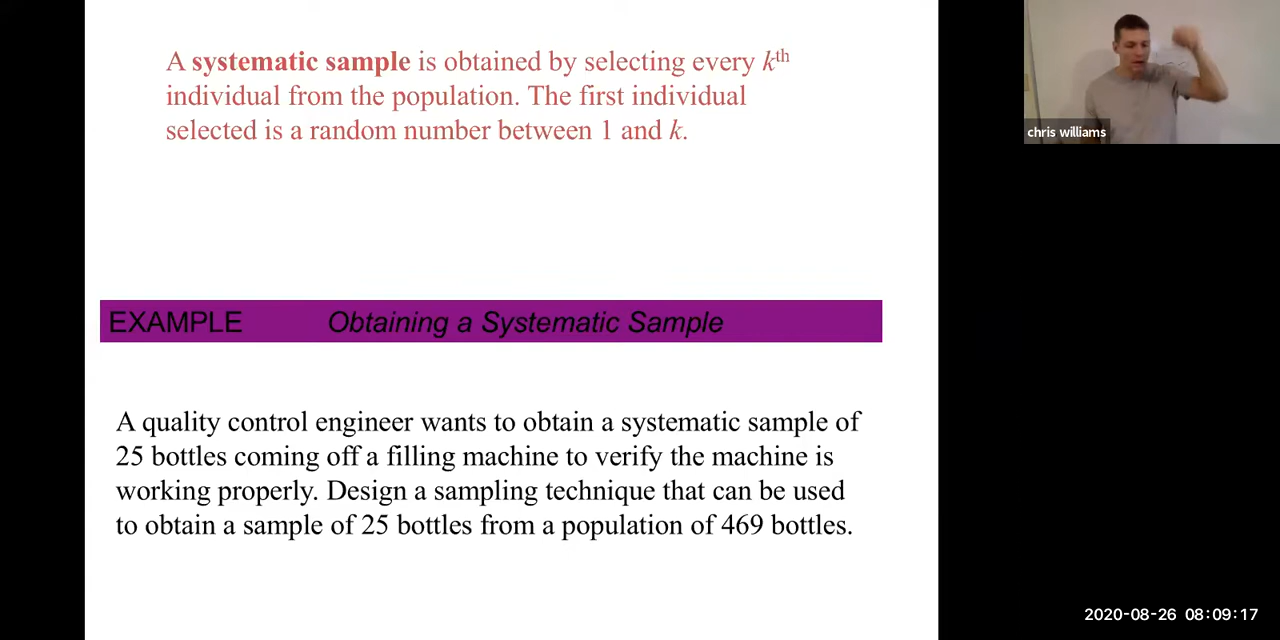 A systematic sample is obtained by selecting every kth
individual from the population. The first individual
selected is a random number between 1 and k.
chris williams
EXAMPLE Obtaining a Systematic Sample
A quality control engineer wants to obtain a systematic sample of
25 bottles coming off a filling machine to verify the machine is
working properly. Design a sampling technique that can be used
to obtain a sample of 25 bottles from a population of 469 bottles.
2020-08-26 08:09:17